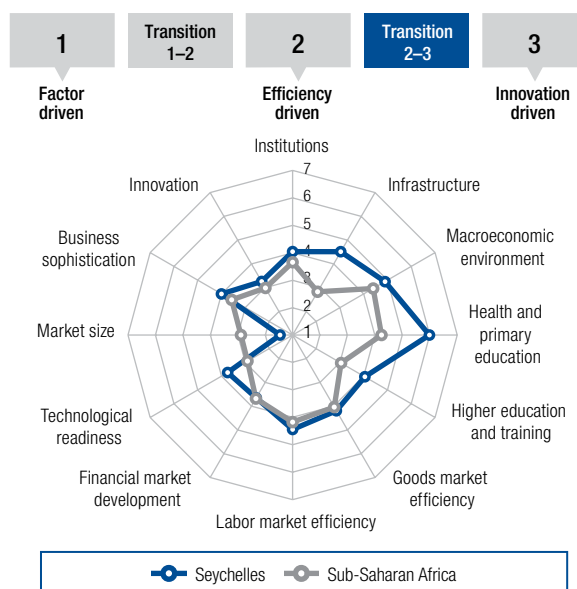 1
Transition
1–2
2
Transition
2–3
3
Factor
driven
Efficiency
driven
Innovation
driven
Institutions
7
6
5
4
3
2
1
Infrastructure
Macroeconomic
environment
Health and
primary
education
Higher education
and training
Goods market
efficiency
Labor market efficiency
Financial market
development
Technological
readiness
Market size
Business
sophistication
Innovation
Seychelles
Sub-Saharan Africa